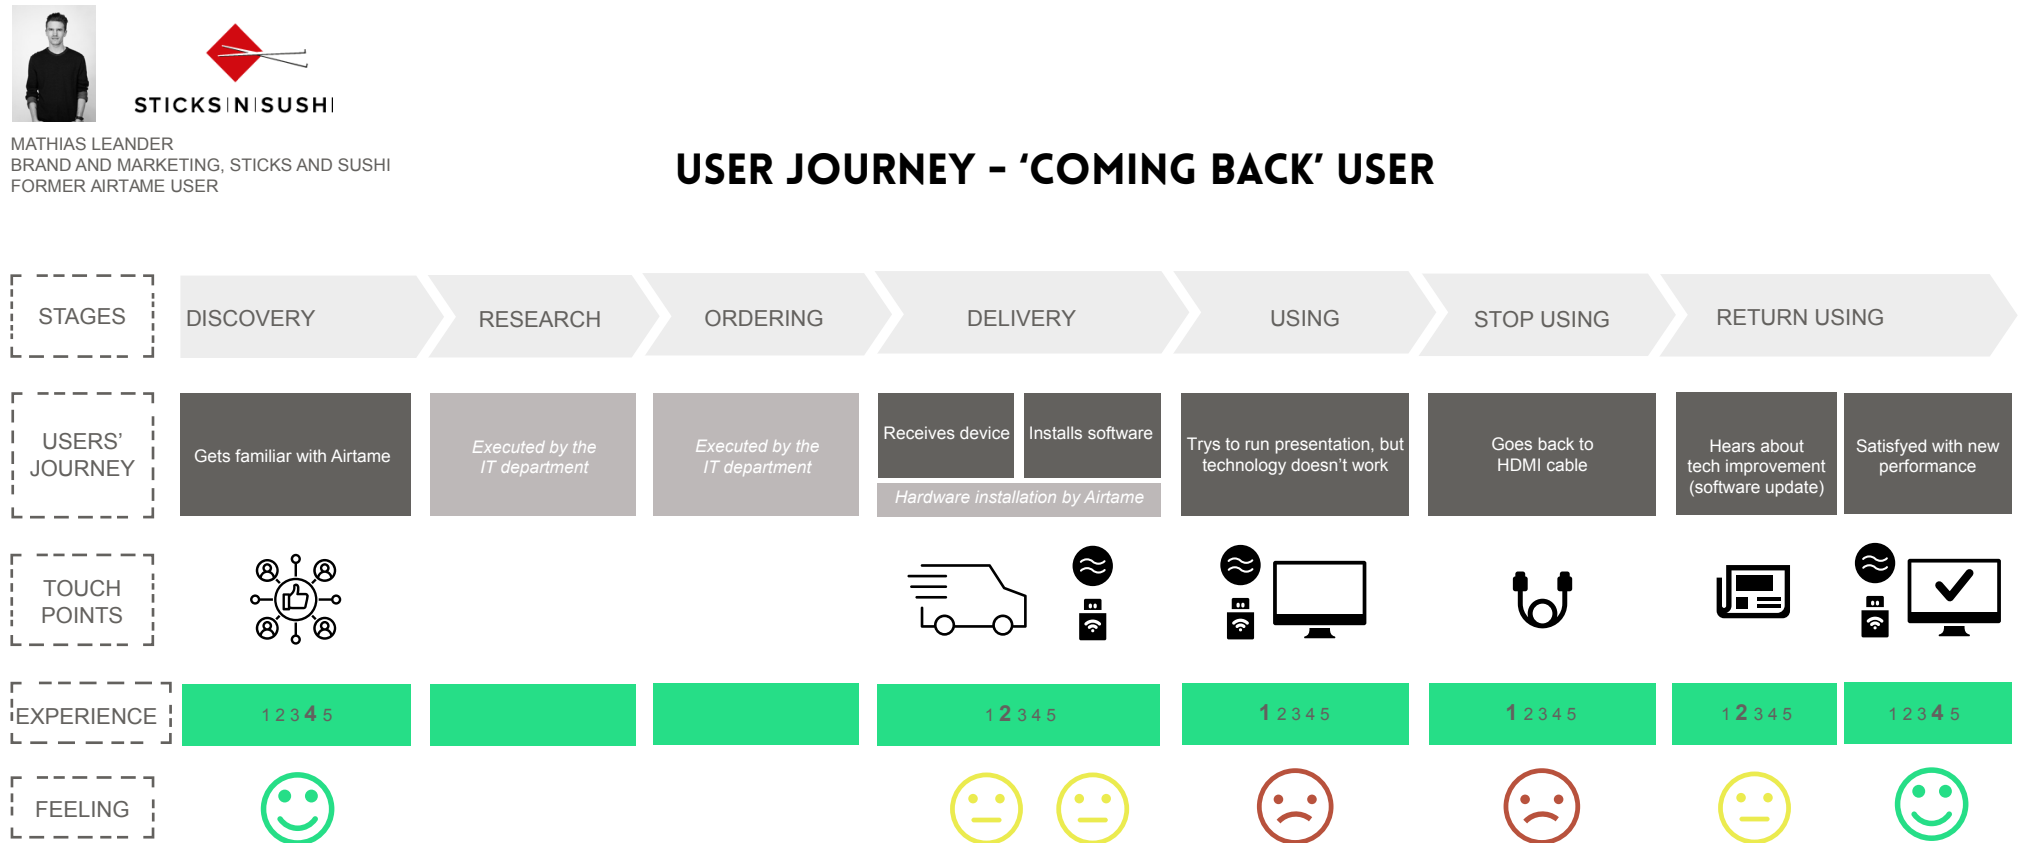 STICKS N SUSHI
MATHIAS LEANDER
BRAND AND MARKETING, STICKS AND SUSHI
FORMER AIRTAME USER
USER JOURNEY - ‘COMING BACK’ USER
STAGES
DISCOVERY
RESEARCH
ORDERING
DELIVERY
USING
STOP USING
RETURN USING
USERS’
JOURNEY
Gets familiar with Airtame
Executed by the
IT department
Executed by the
IT department
Receives device
Installs software
Hardware installation by Airtame
Trys to run presentation, but
technology doesn’t work
Goes back to
HDMI cable
Hears about
tech improvement
(software update)
Satisfyed with new
performance
TOUCH
POINTS
EXPERIENCE
1 2 3 4 5
1 2 3 4 5
1 2 3 4 5
1 2 3 4 5
1 2 3 4 5
1 2 3 4 5
FEELING